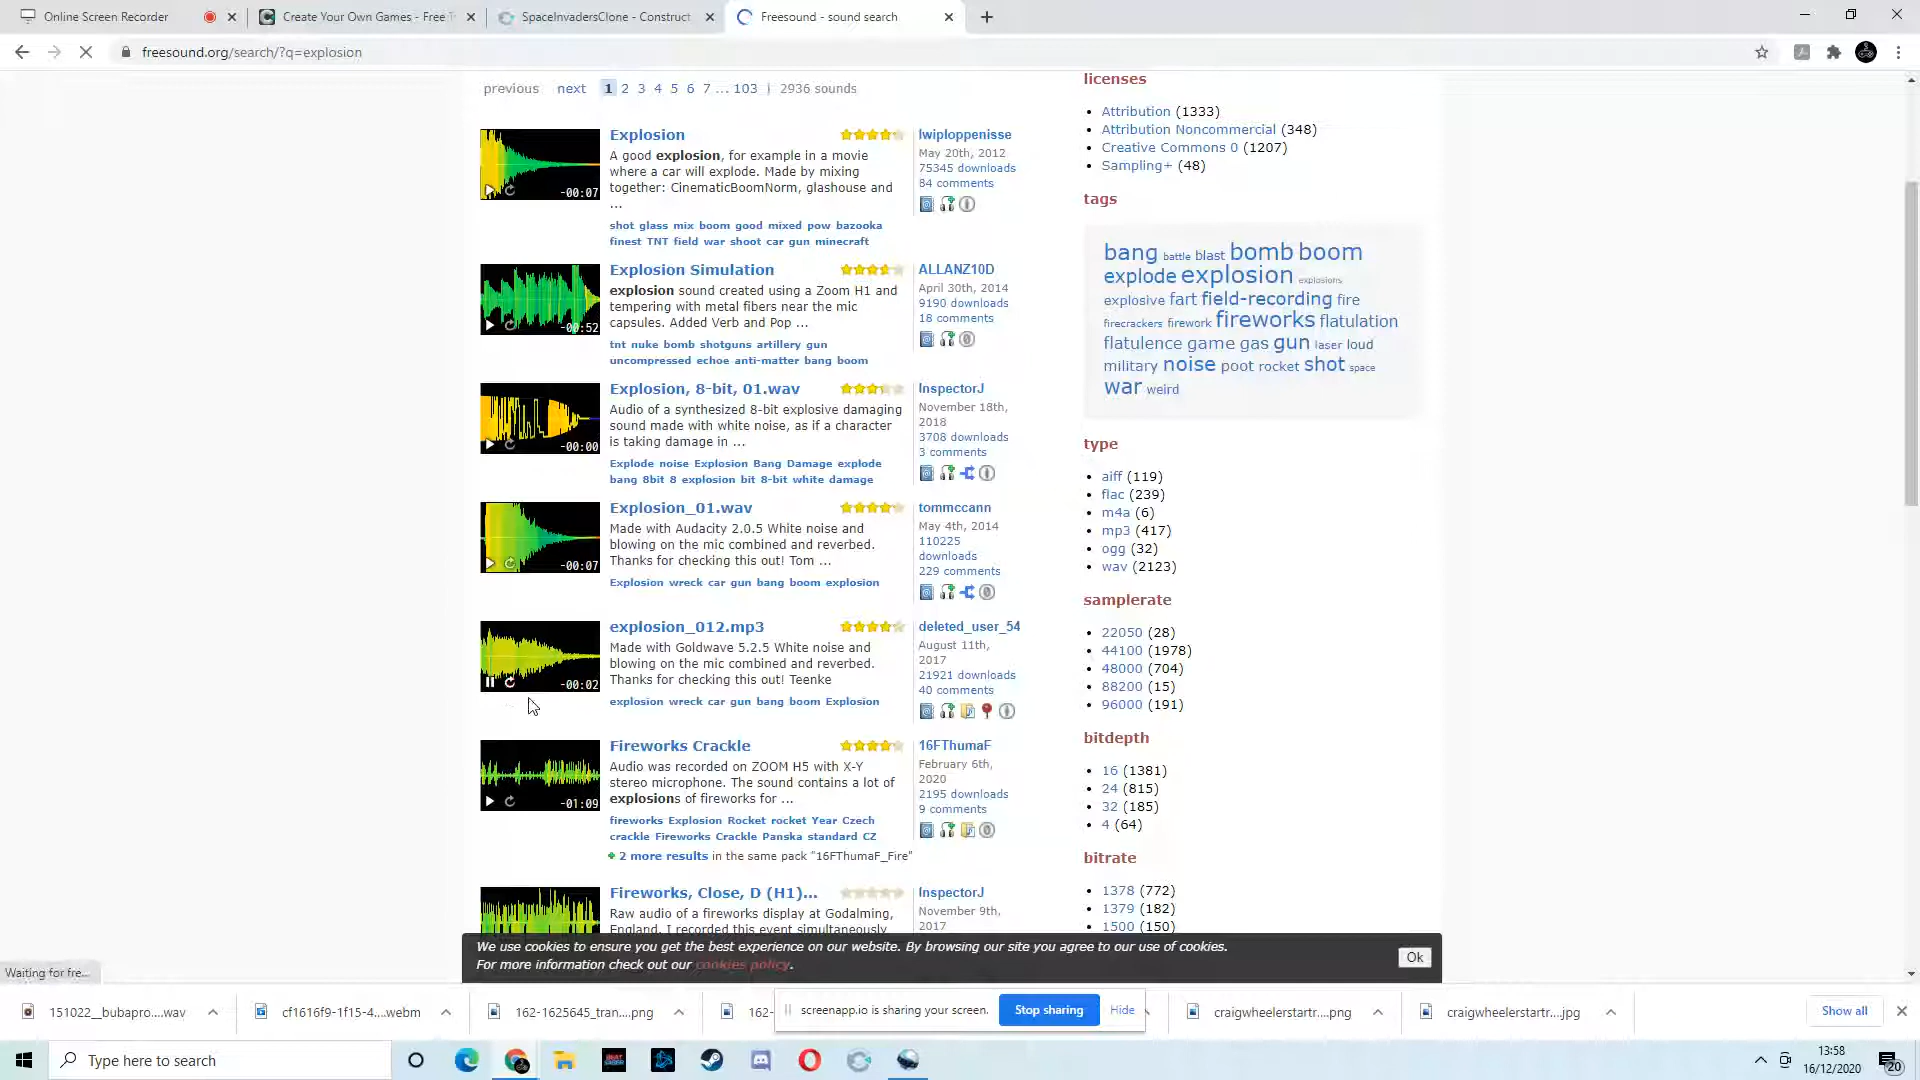 Online Screen Recorder
Create Your Own Games - Free T
SpaceInvadersClone - Construct
Freesound - sound search
freesound.org/search/?q=explosion
previous next 1 2 3 4 5 6 7 ... 103 | 2936 sounds
Explosion
A good explosion, for example in a movie
where a car will explode. Made by mixing
together: CinematicBoomNorm, glashouse and
...
shot glass mix boom good mixed pow bazooka
finest TNT field war shoot car gun minecraft
-00:07
lwiploppenisse
May 20th, 2012
75345 downloads
84 comments
Explosion Simulation
explosion sound created using a Zoom H1 and
tempering with metal fibers near the mic
capsules. Added Verb and Pop ...
tnt nuke bomb shotguns artillery gun
uncompressed echoe anti-matter bang boom
-00:52
ALLANZ10D
April 30th, 2014
9190 downloads
18 comments
Explosion, 8-bit, 01.wav
Audio of a synthesized 8-bit explosive damaging
sound made with white noise, as if a character
is taking damage in ...
Explode noise Explosion Bang Damage explode
bang 8bit 8 explosion bit 8-bit white damage
-00:00
InspectorJ
November 18th,
2018
3708 downloads
3 comments
Explosion_01.wav
Made with Audacity 2.0.5 White noise and
blowing on the mic combined and reverbed.
Thanks for checking this out! Tom ...
Explosion wreck car gun bang boom explosion
-00:07
tommccann
May 4th, 2014
110225
downloads
229 comments
explosion_012.mp3
Made with Goldwave 5.2.5 White noise and
blowing on the mic combined and reverbed.
Thanks for checking this out! Teenke
explosion wreck car gun bang boom Explosion
-00:02
deleted_user_54
August 11th,
2017
21921 downloads
40 comments
Fireworks Crackle
Audio was recorded on ZOOM H5 with X-Y
stereo microphone. The sound contains a lot of
explosions of fireworks for ...
fireworks Explosion Rocket rocket Year Czech
crackle Fireworks Crackle Panska standard CZ
2 more results in the same pack "16FThumaF_Fire"
-01:09
16FThumaF
February 6th,
2020
2195 downloads
9 comments
Fireworks, Close, D (H1)...
Raw audio of a fireworks display at Godalming,
England. I recorded this event simultaneously
InspectorJ
November 9th,
2017
licenses
Attribution (1333)
Attribution Noncommercial (348)
Creative Commons 0 (1207)
Sampling+ (48)
tags
bang battle blast bomb boom
explode explosion explosions
explosive fart field-recording fire
firecrackers firework fireworks flatulation
flatulence game gas gun laser loud
military noise poot rocket shot space
war weird
type
aiff (119)
flac (239)
m4a (6)
mp3 (417)
ogg (32)
wav (2123)
samplerate
22050 (28)
44100 (1978)
48000 (704)
88200 (15)
96000 (191)
bitdepth
16 (1381)
24 (815)
32 (185)
4 (64)
bitrate
1378 (772)
1379 (182)
1500 (150)
We use cookies to ensure you get the best experience on our website. By browsing our site you agree to our use of cookies.
For more information check out our cookies policy.
Ok
Waiting for fre...
151022__bubapro....wav
cf1616f9-1f15-4....webm
162-1625645_tran....png
162-
screenapp.io is sharing your screen.
Stop sharing
Hide
craigwheelerstartr....png
craigwheelerstartr....jpg
Show all
Type here to search
13:58
16/12/2020
20